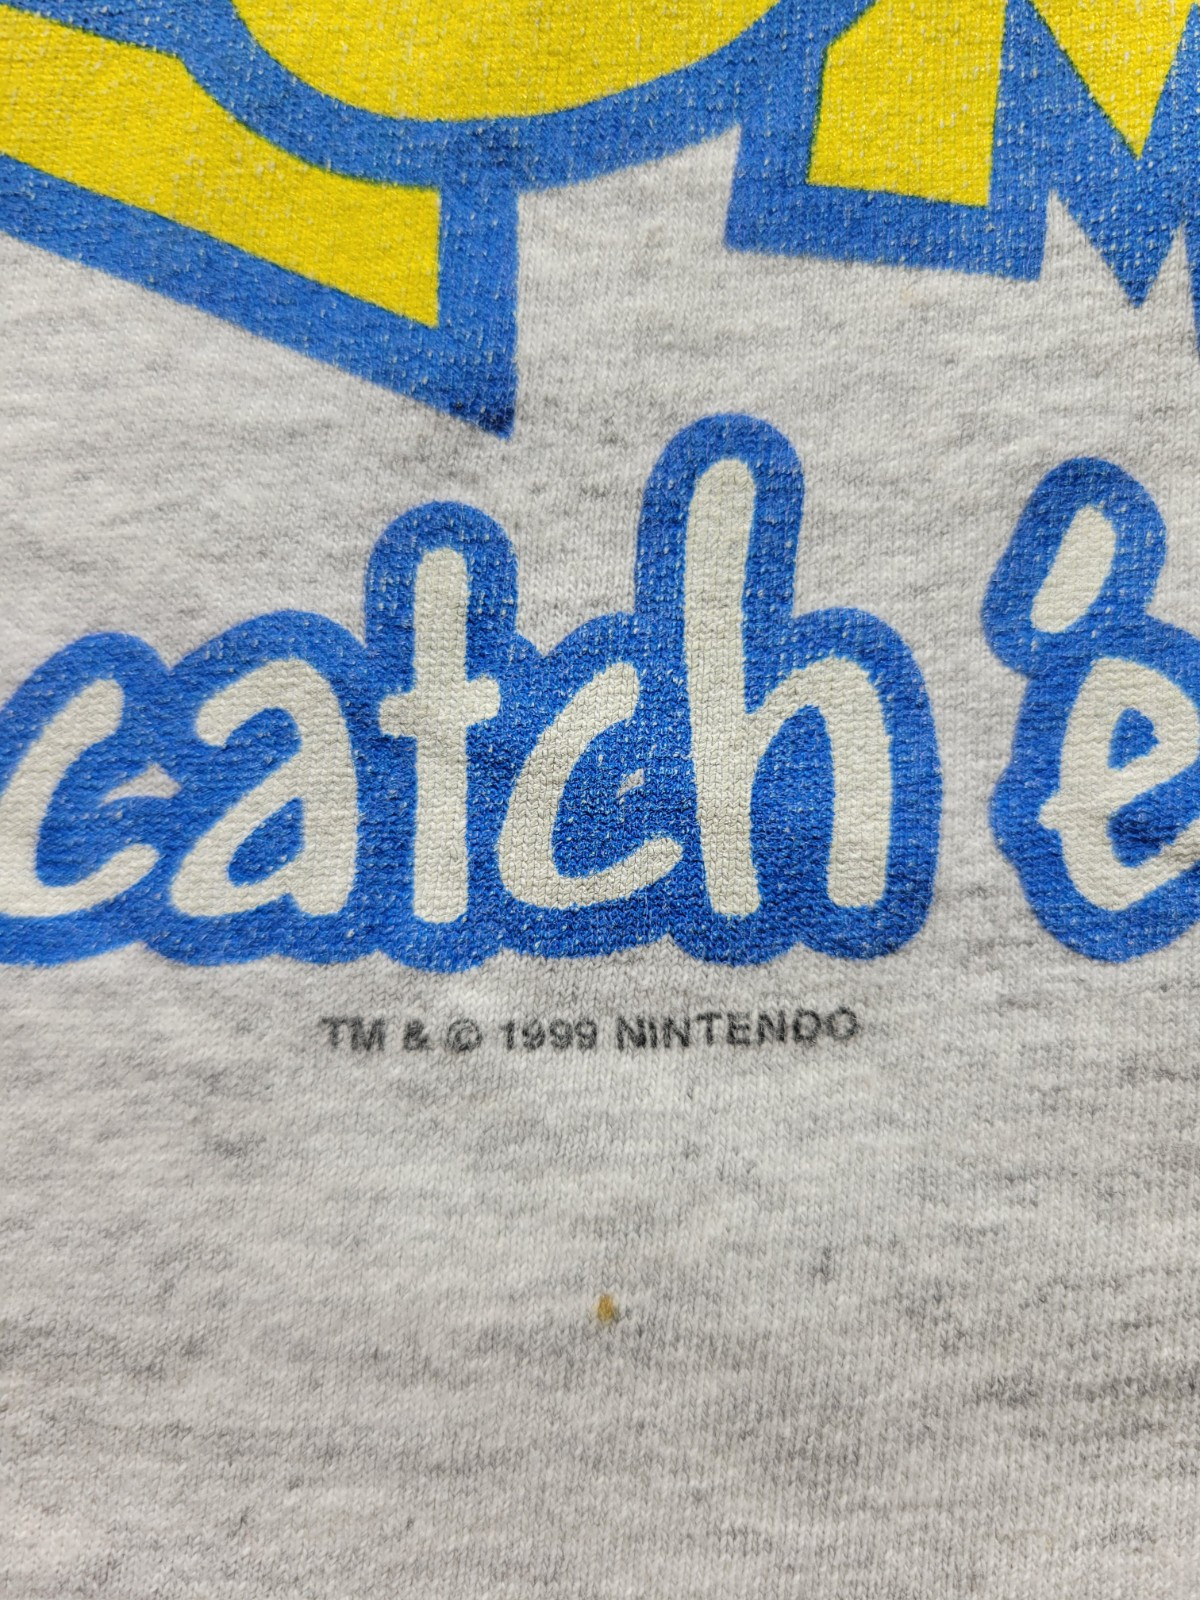 catch 'e
TM & © 1999 NINTENDO